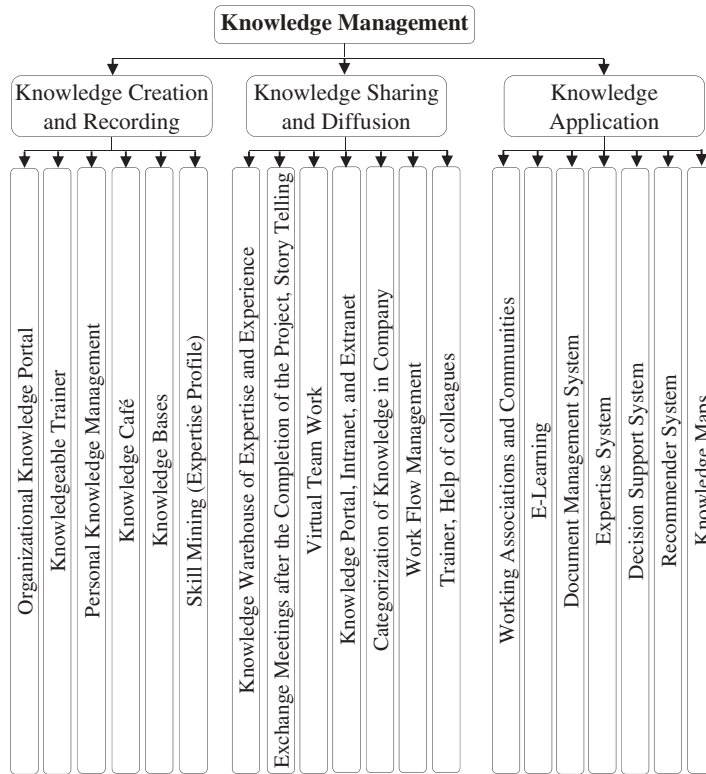 Knowledge Management
Knowledge Creation
and Recording
Knowledge Sharing
and Diffusion
Knowledge
Application
Organizational Knowledge Portal
Knowledgeable Trainer
Personal Knowledge Management
Knowledge Café
Knowledge Bases
Skill Mining (Expertise Profile)
Knowledge Warehouse of Expertise and Experience
Exchange Meetings after the Completion of the Project, Story Telling
Virtual Team Work
Knowledge Portal, Intranet, and Extranet
Categorization of Knowledge in Company
Work Flow Management
Trainer, Help of colleagues
Working Associations and Communities
E-Learning
Document Management System
Expertise System
Decision Support System
Recommender System
Knowledge Maps